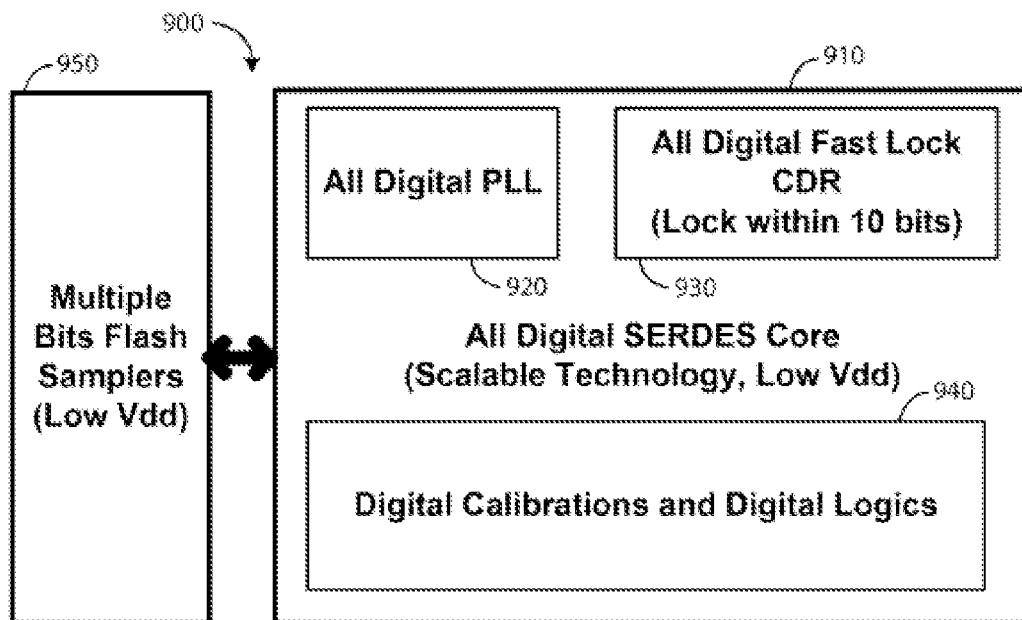 900
950
910
All Digital PLL
All Digital Fast Lock
CDR
(Lock within 10 bits)
920
930
Multiple
Bits Flash
Samplers
(Low Vdd)
All Digital SERDES Core
(Scalable Technology, Low Vdd)
940
Digital Calibrations and Digital Logics